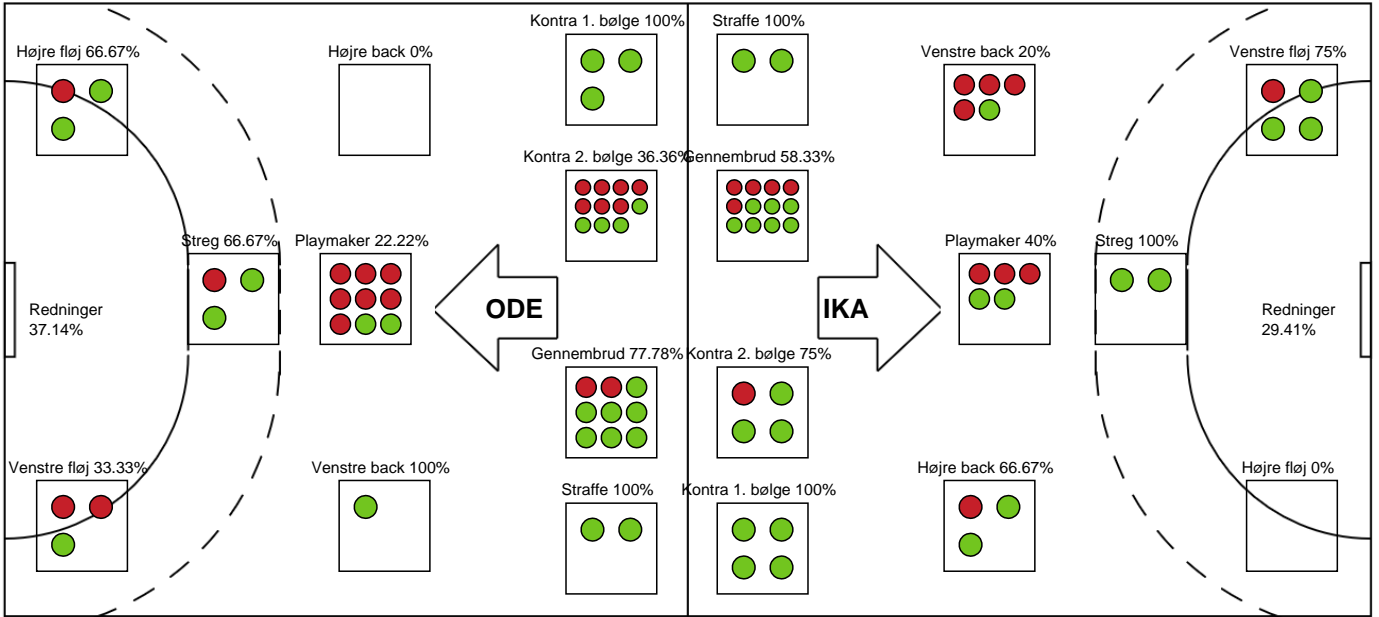 Kontra 1. bølge 100%
Straffe 100%
Højre fløj 66.67%
Højre back 0%
Venstre back 20%
Venstre fløj 75%
Kontra 2. bølge 36.36%
Gennembrud 58.33%
Streg 66.67%
Playmaker 22.22%
Playmaker 40%
Streg 100%
Redninger
37.14%
ODE
IKA
Redninger
29.41%
Gennembrud 77.78%
Kontra 2. bølge 75%
Venstre fløj 33.33%
Venstre back 100%
Højre back 66.67%
Højre fløj 0%
Straffe 100%
Kontra 1. bølge 100%